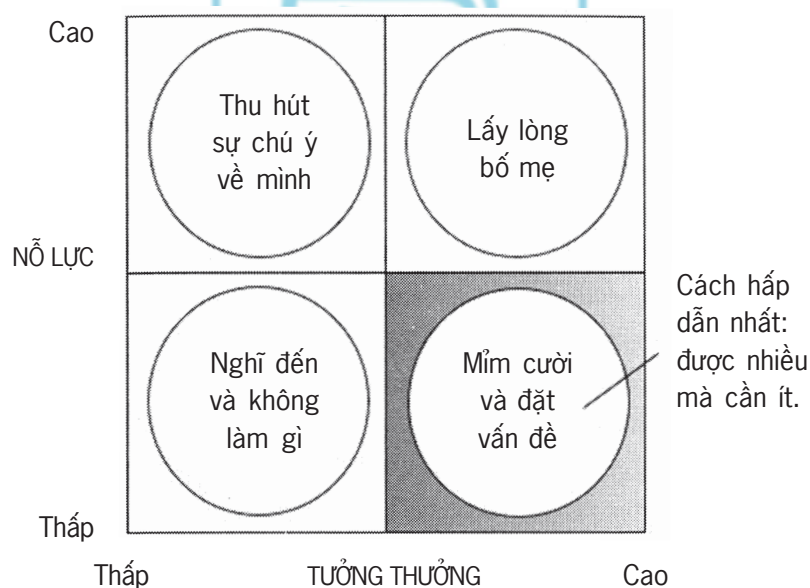 Cao
Thu hút
sự chú ý
về mình
Lấy lòng
bố mẹ
NỖ LỰC
Cách hấp
dẫn nhất:
được nhiều
mà cần ít.
Nghĩ đến
và không
làm gì
Mỉm cười
và đặt
vấn đề
Thấp
Thấp
TƯỞNG THƯỞNG
Cao